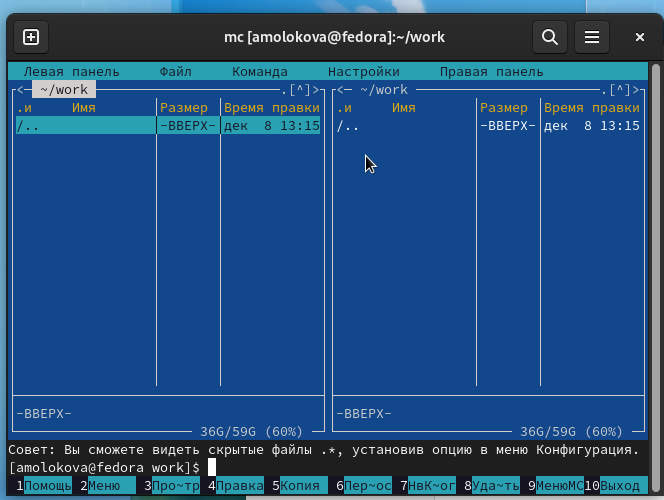 mc [amolokova@fedora]:~/work
Левая панель Файл Команда Настройки Правая панель
<─ ~/work .[^]> <─ ~/work .[^]>
.и Имя Размер Время правки .и Имя Размер Время правки
/.. -ВВЕРХ- дек 8 13:15 /.. -ВВЕРХ- дек 8 13:15
-ВВЕРХ- -ВВЕРХ-
36G/59G (60%) 36G/59G (60%)
Совет: Вы сможете видеть скрытые файлы .*, установив опцию в меню Конфигурация.
[amolokova@fedora work]$
1Помощь 2Меню 3Про~тр 4Правка 5Копия 6Пер~ос 7НвК~ог 8Уда~ть 9МенюMC 10Выход